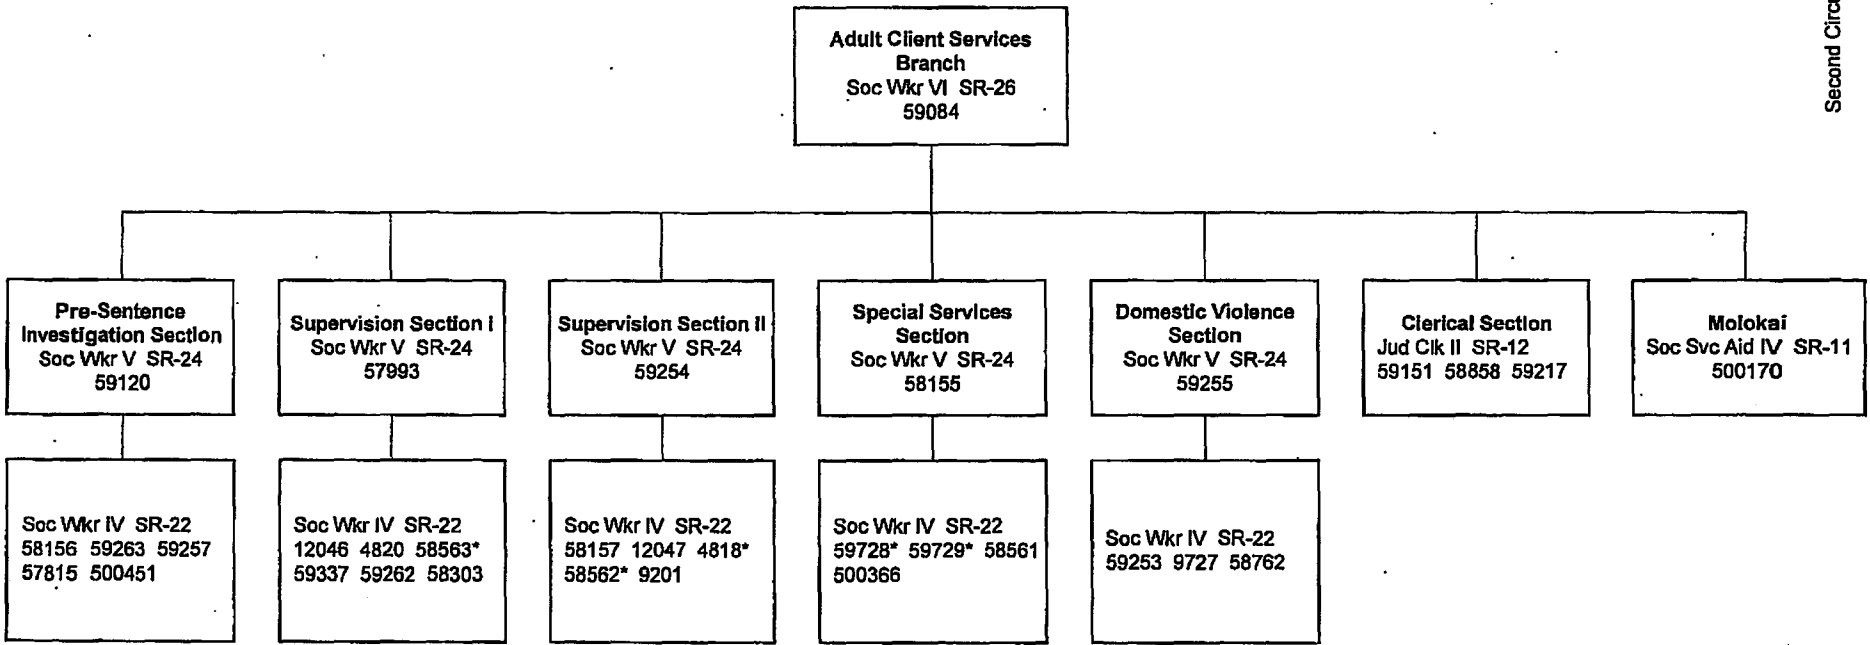 Second Circu
Adult Client Services
Branch
Soc Wkr VI SR-26
59084
Pre-Sentence
Investigation Section
Soc Wkr V SR-24
59120
Supervision Section I
Soc Wkr V SR-24
57993
Supervision Section II
Soc Wkr V SR-24
59254
Special Services
Section
Soc Wkr V SR-24
58155
Domestic Violence
Section
Soc Wkr V SR-24
59255
Clerical Section
Jud Clk II SR-12
59151 58858 59217
Molokai
Soc Svc Aid IV SR-11
500170
Soc Wkr IV SR-22
58156 59263 59257
57815 500451
Soc Wkr IV SR-22
12046 4820 58563*
59337 59262 58303
Soc Wkr IV SR-22
58157 12047 4818*
58562* 9201
Soc Wkr IV SR-22
59728* 59729* 58561
500366
Soc Wkr IV SR-22
59253 9727 58762